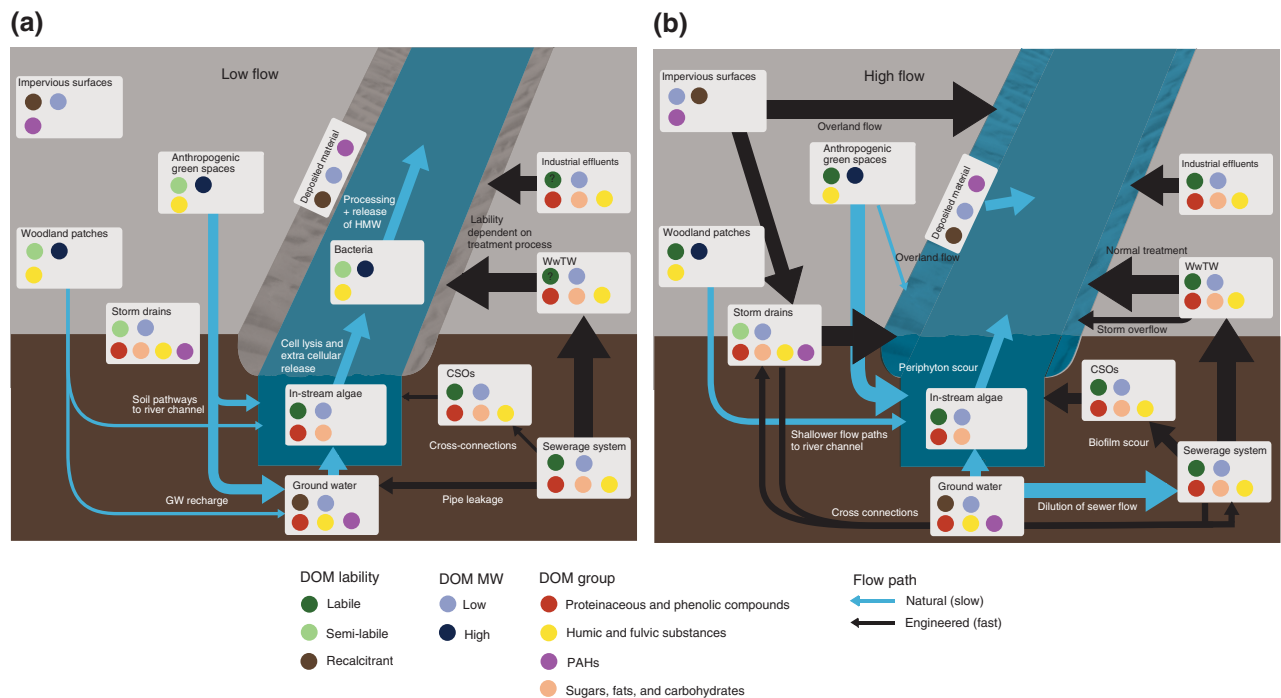 (a)
Low flow
Impervious surfaces
Anthropogenic
green spaces
Woodland patches
Storm drains
Deposited material
Processing
+ release
of HMW
Bacteria
Industrial effluents
?
Lability
dependent on
treatment process
WwTW
?
Cell lysis and
extra cellular
release
In-stream algae
CSOs
Cross-connections
Sewerage system
Soil pathways
to river channel
GW recharge
Ground water
Pipe leakage
(b)
High flow
Impervious surfaces
Overland flow
Anthropogenic
green spaces
Woodland patches
Deposited material
Overland flow
Industrial effluents
Normal treatment
WwTW
Storm overflow
Storm drains
Periphyton scour
In-stream algae
CSOs
Biofilm scour
Sewerage system
Shallower flow paths
to river channel
Ground water
Cross connections
Dilution of sewer flow
DOM lability
Labile
Semi-labile
Recalcitrant
DOM MW
Low
High
DOM group
Proteinaceous and phenolic compounds
Humic and fulvic substances
PAHs
Sugars, fats, and carbohydrates
Flow path
Natural (slow)
Engineered (fast)